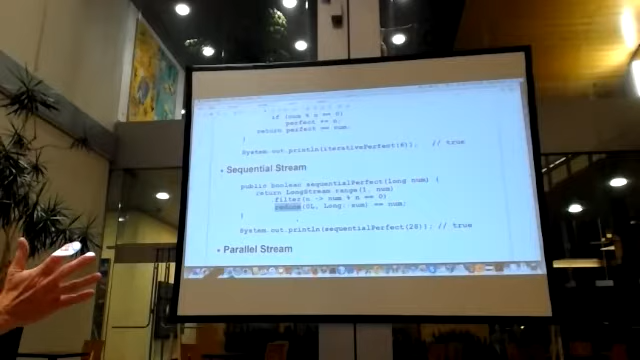 if (num % n == 0)
perfect += n;
}
return perfect == num;
}
System.out.println(iterativePerfect(6)); // true
• Sequential Stream
public boolean sequentialPerfect(long num) {
return LongStream.range(1, num)
.filter(n -> num % n == 0)
.reduce(0L, Long::sum) == num;
}
System.out.println(sequentialPerfect(28)); // true
• Parallel Stream